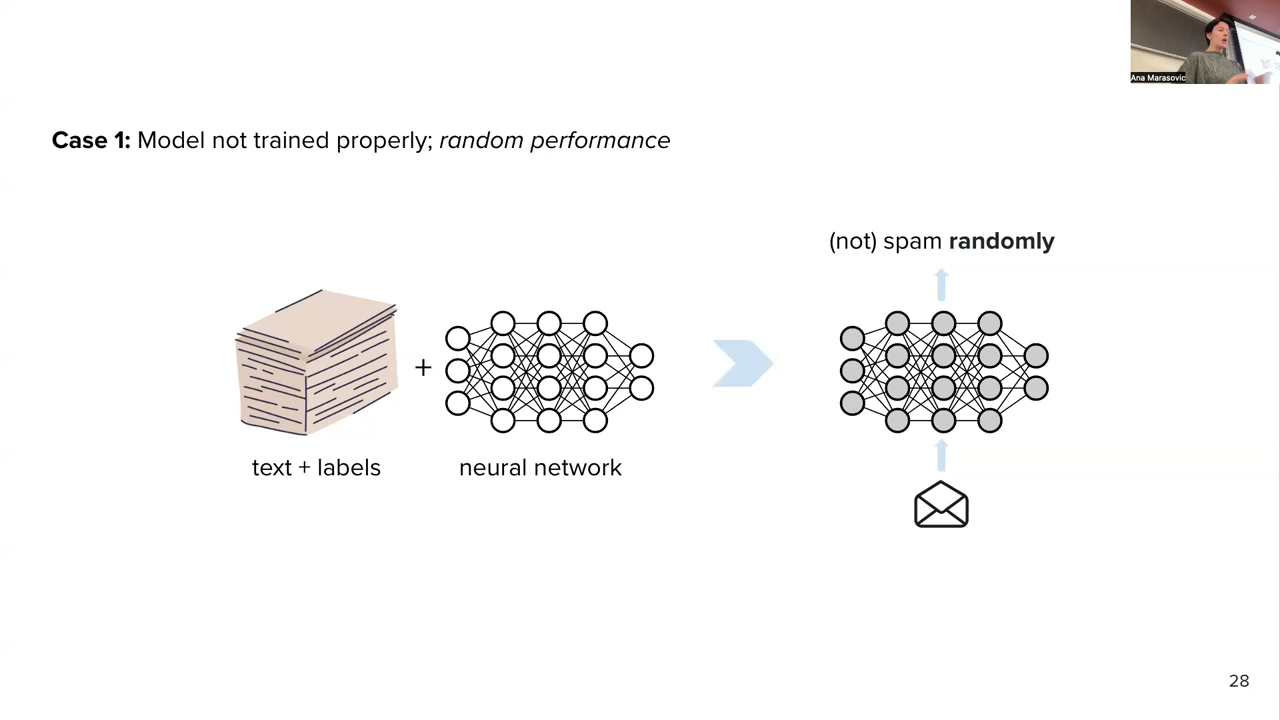 Ana Marasovic
Case 1: Model not trained properly; random performance
(not) spam randomly
+
text + labels
neural network
28